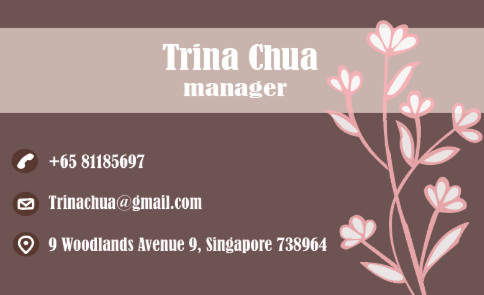 Trina Chua
manager
+65 81185697
Trinachua@gmail.com
9 Woodlands Avenue 9, Singapore 738964